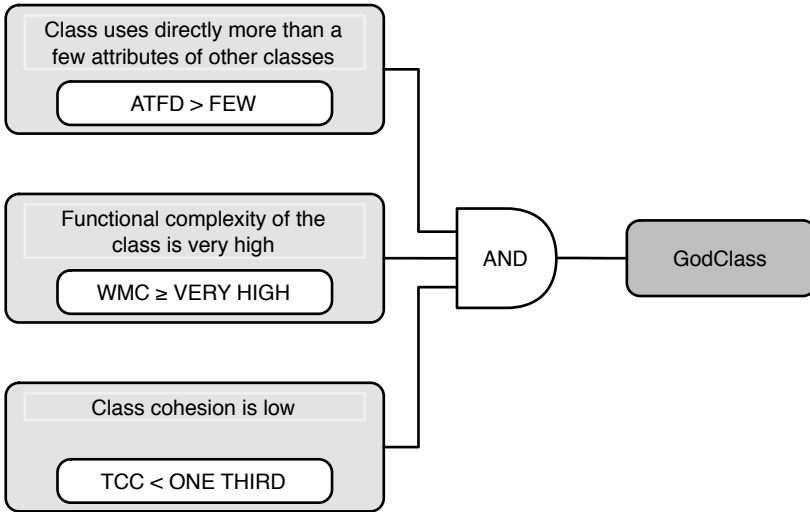 Class uses directly more than a
few attributes of other classes
ATFD > FEW
Functional complexity of the
class is very high
WMC ≥ VERY HIGH
AND
GodClass
Class cohesion is low
TCC < ONE THIRD